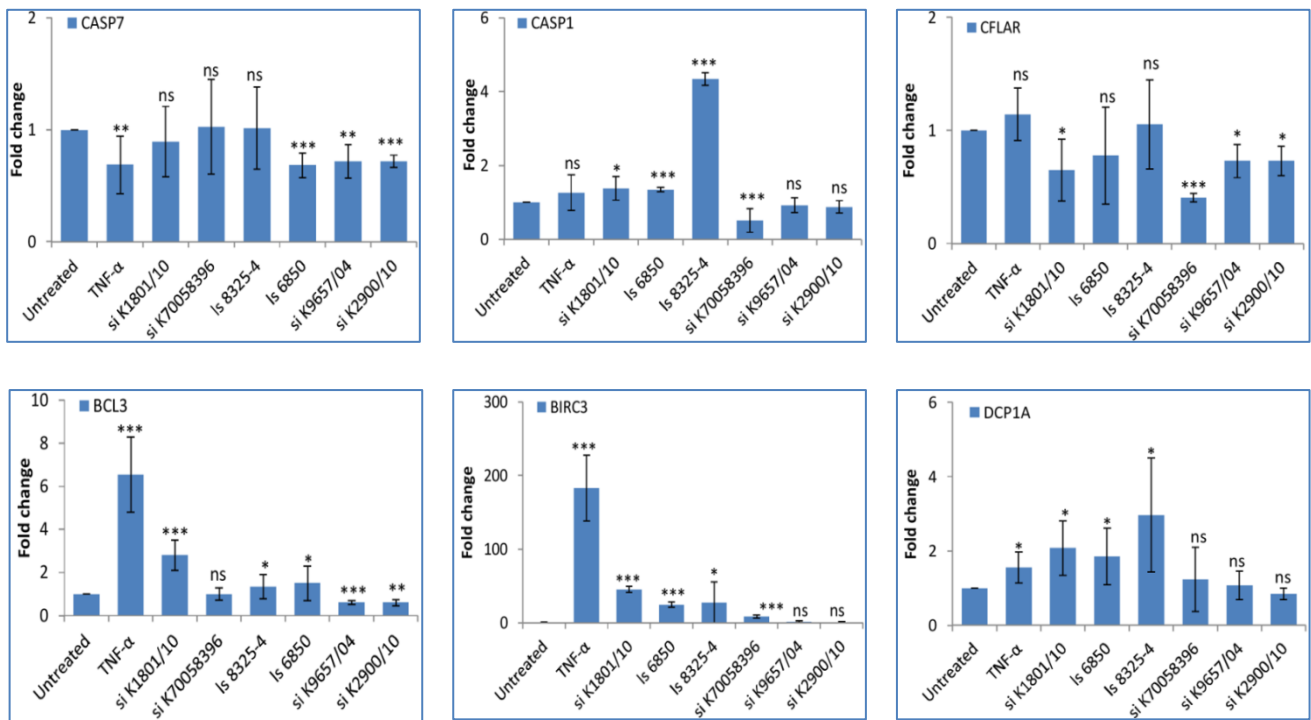 CASP7
Fold change
2
1
0
ns
ns
ns
**
***
**
***
Untreated
TNF-α
si K1801/10
si K70058396
ls 8325-4
ls 6850
si K9657/04
si K2900/10
CASP1
Fold change
6
4
2
0
***
ns
*
***
***
ns
ns
Untreated
TNF-α
si K1801/10
ls 6850
ls 8325-4
si K70058396
si K9657/04
si K2900/10
CFLAR
Fold change
2
1
0
ns
*
ns
ns
***
*
*
Untreated
TNF-α
si K1801/10
ls 6850
ls 8325-4
si K70058396
si K9657/04
si K2900/10
BCL3
Fold change
10
8
6
4
2
0
***
***
ns
*
*
***
**
Untreated
TNF-α
si K1801/10
si K70058396
ls 8325-4
ls 6850
si K9657/04
si K2900/10
BIRC3
Fold change
300
200
100
0
***
***
***
*
***
ns
ns
Untreated
TNF-α
si K1801/10
ls 6850
ls 8325-4
si K70058396
si K9657/04
si K2900/10
DCP1A
Fold change
6
4
2
0
*
*
*
*
ns
ns
ns
Untreated
TNF-α
si K1801/10
ls 6850
ls 8325-4
si K70058396
si K9657/04
si K2900/10